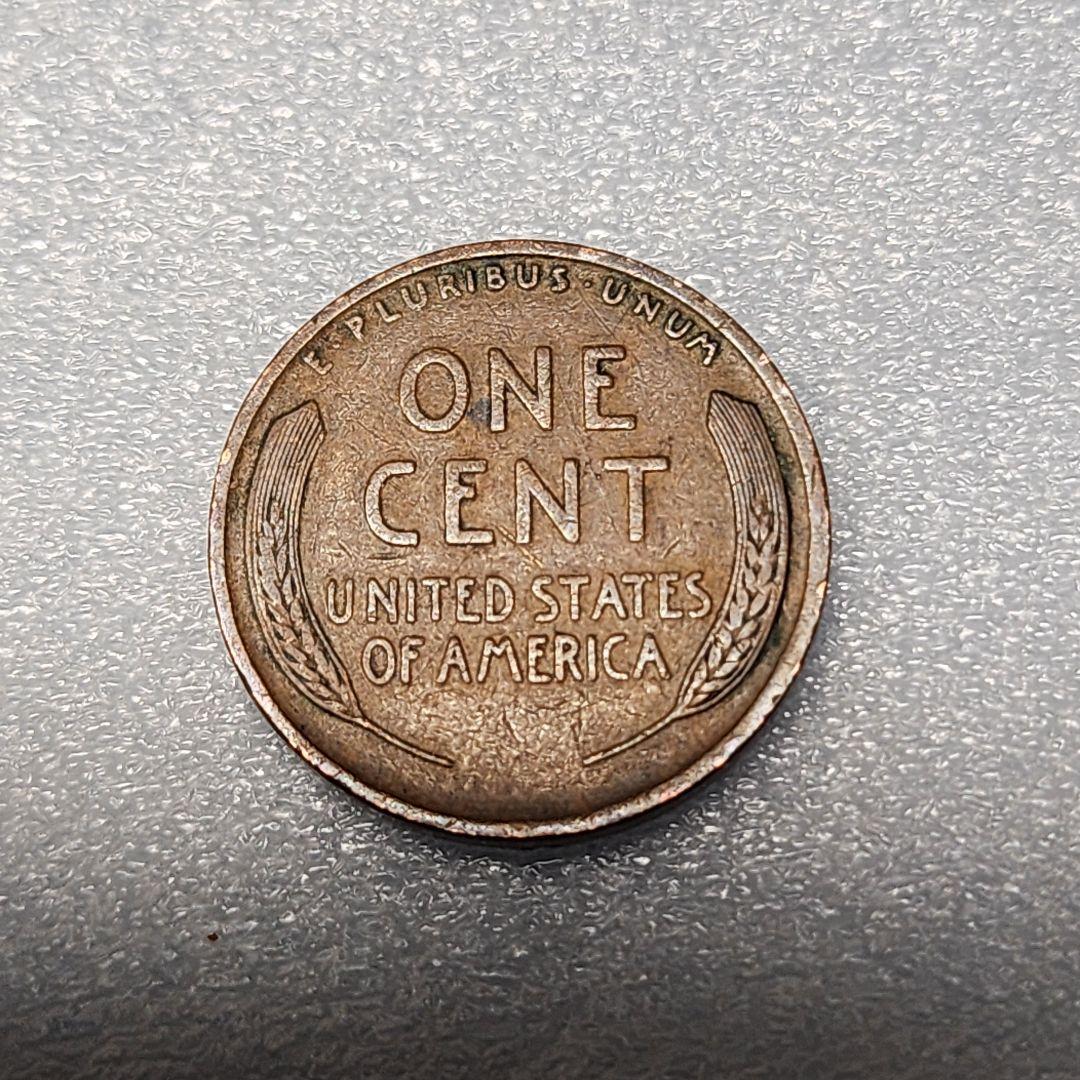 E·PLURIBUS·UNUM
ONE
CENT
UNITED STATES
OF AMERICA